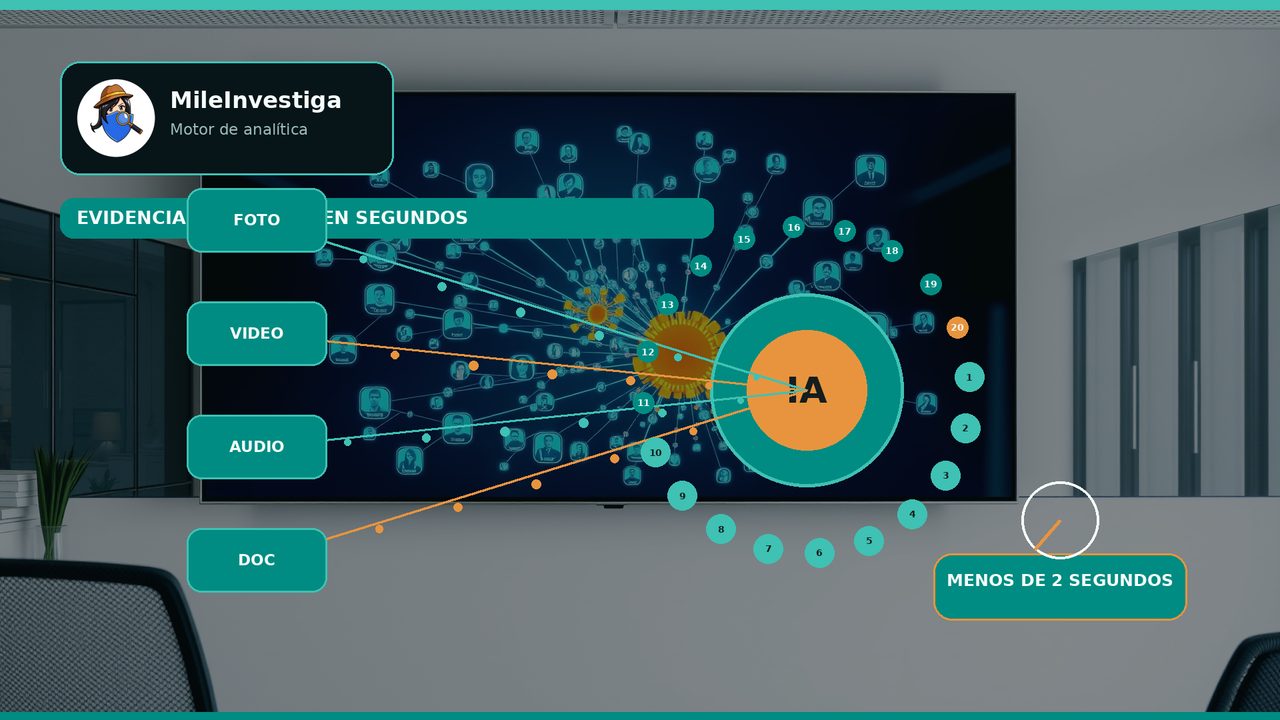 MileInvestiga
Motor de analítica
EVIDENCIA EN SEGUNDOS
FOTO
VIDEO
AUDIO
DOC
IA
1
2
3
4
5
6
7
8
9
10
11
12
13
14
15
16
17
18
19
20
MENOS DE 2 SEGUNDOS